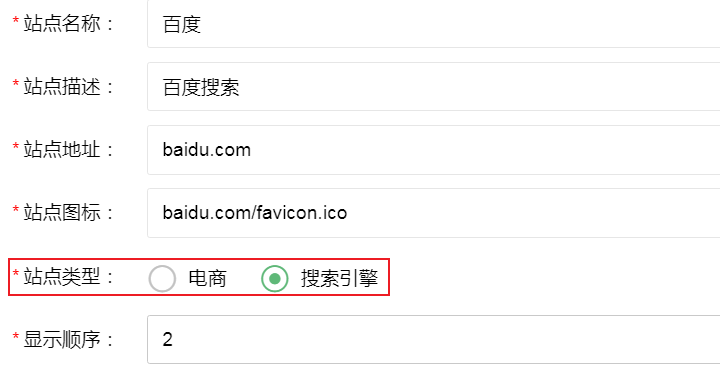 * 站点名称： 百度
* 站点描述： 百度搜索
* 站点地址： baidu.com
* 站点图标： baidu.com/favicon.ico
* 站点类型： 电商 搜索引擎
* 显示顺序： 2